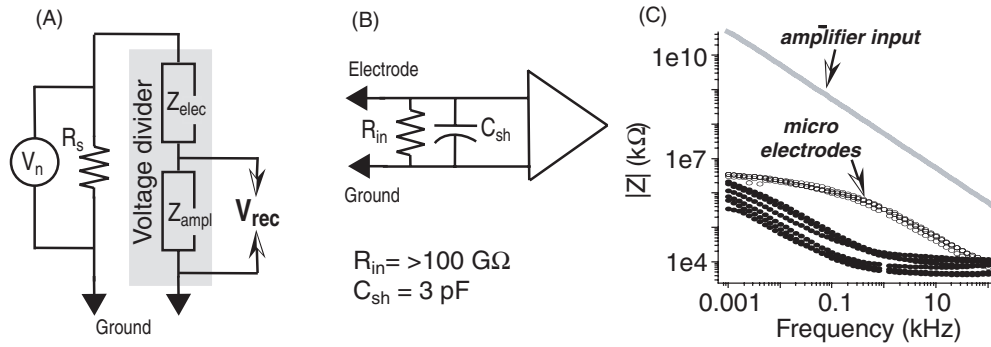 (A)
V_n
R_s
Voltage divider
Z_elec
Z_ampl
V_rec
Ground
(B)
Electrode
R_in
C_sh
Ground
R_in= >100 GΩ
C_sh = 3 pF
(C)
|Z| (kΩ)
1e10
1e7
1e4
amplifier input
micro
electrodes
0.001
0.1
10
Frequency (kHz)